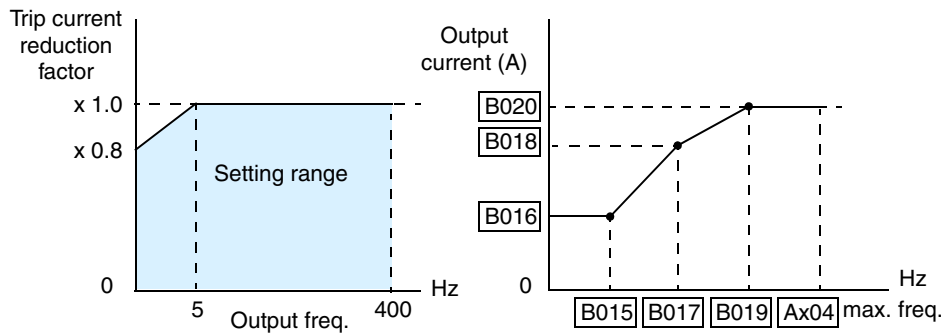 Trip current
reduction
factor
x 1.0
x 0.8
Setting range
0
5
400
Hz
Output freq.
Output
current (A)
B020
B018
B016
0
Hz
B015
B017
B019
Ax04
max. freq.